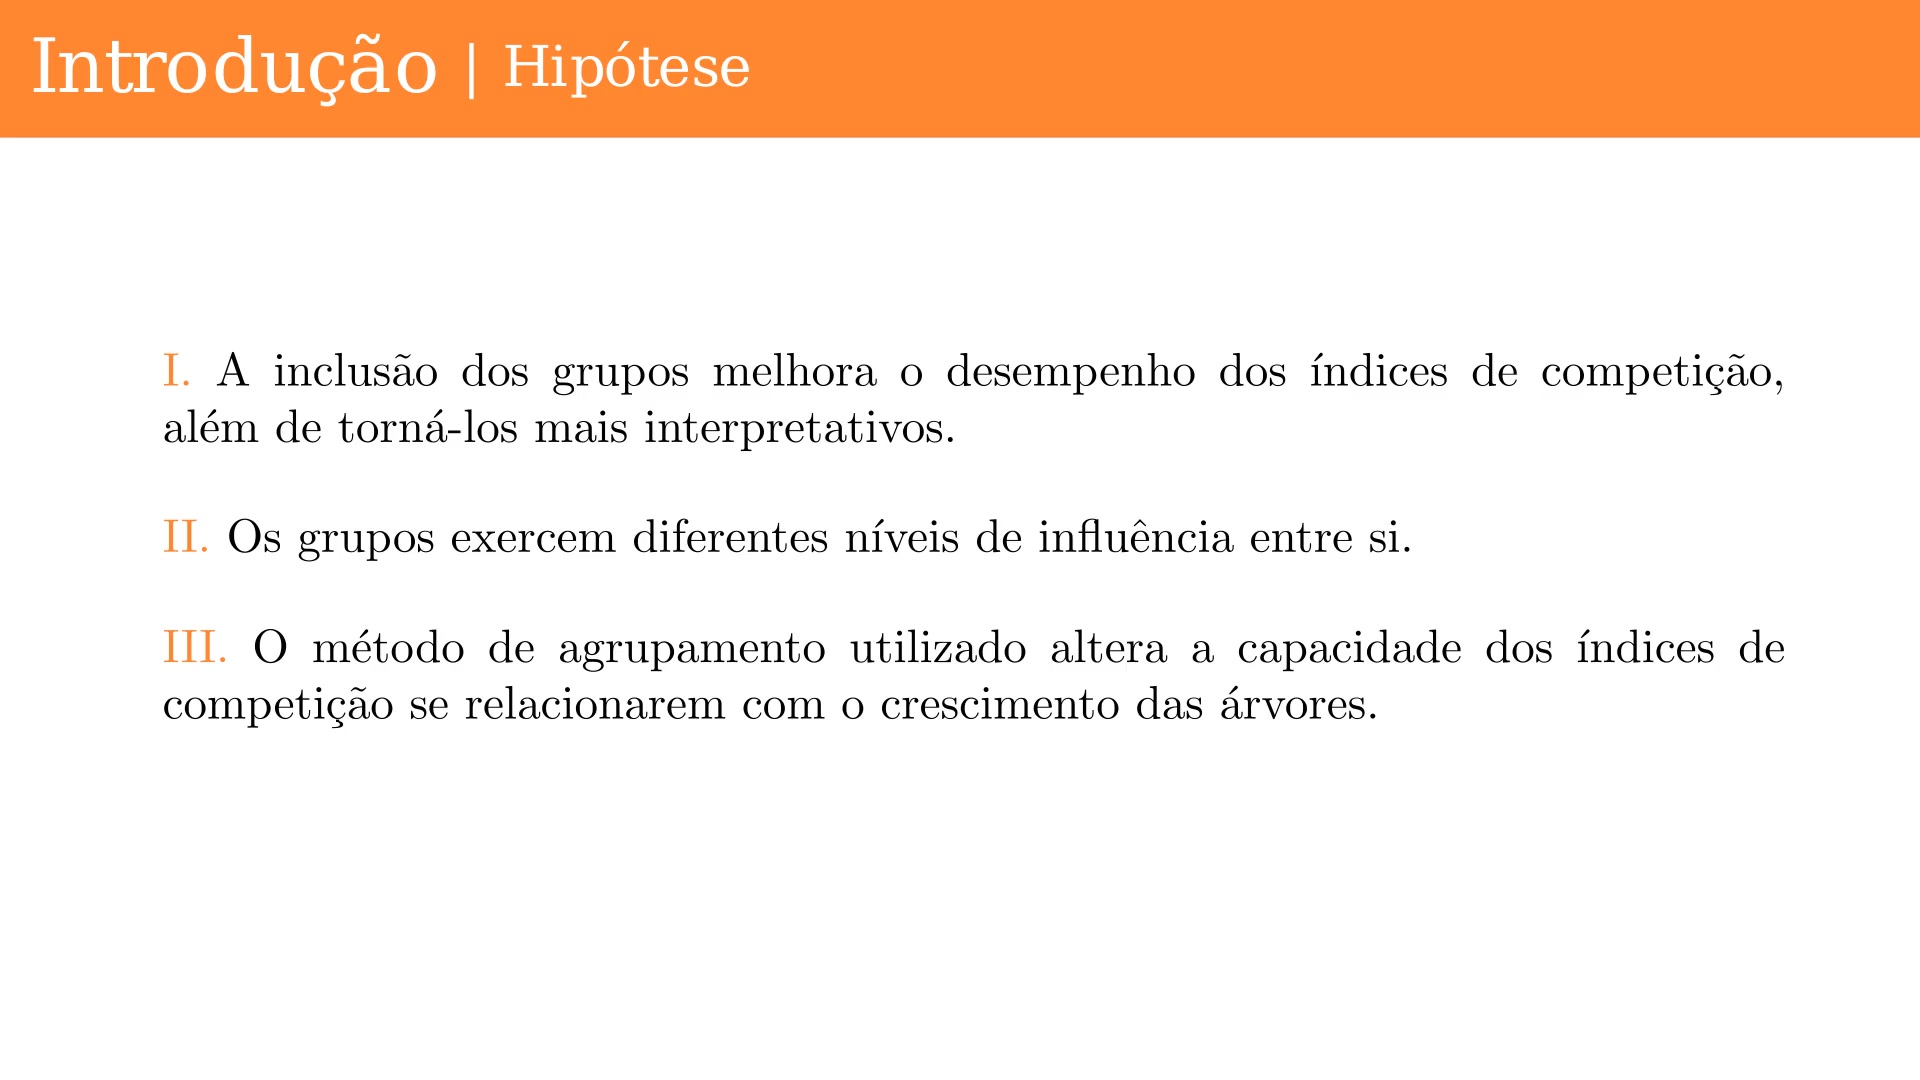 Introdução | Hipótese
I. A inclusão dos grupos melhora o desempenho dos índices de competição,
além de torná-los mais interpretativos.
II. Os grupos exercem diferentes níveis de influência entre si.
III. O método de agrupamento utilizado altera a capacidade dos índices de
competição se relacionarem com o crescimento das árvores.